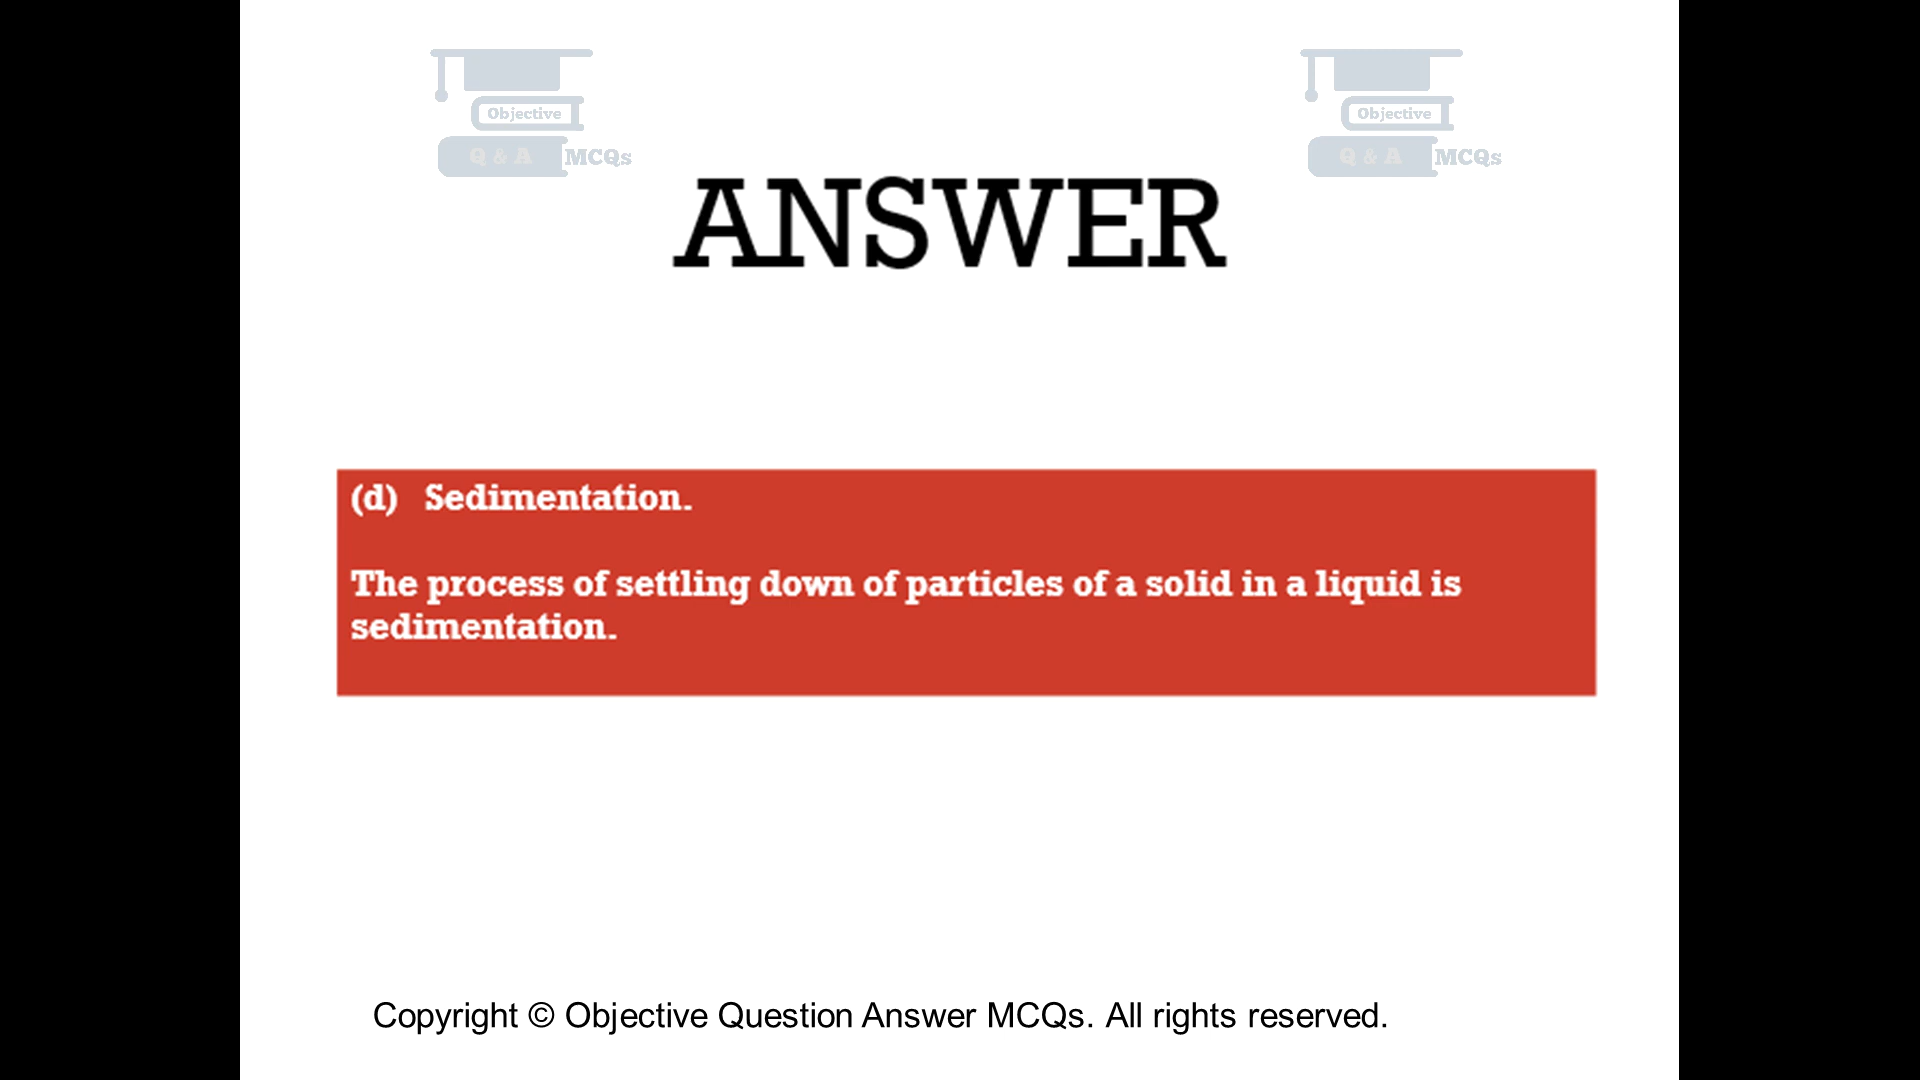 Objective
Q & A MCQs
Objective
Q & A MCQs
ANSWER
(d) Sedimentation.
The process of settling down of particles of a solid in a liquid is
sedimentation.
Copyright © Objective Question Answer MCQs. All rights reserved.